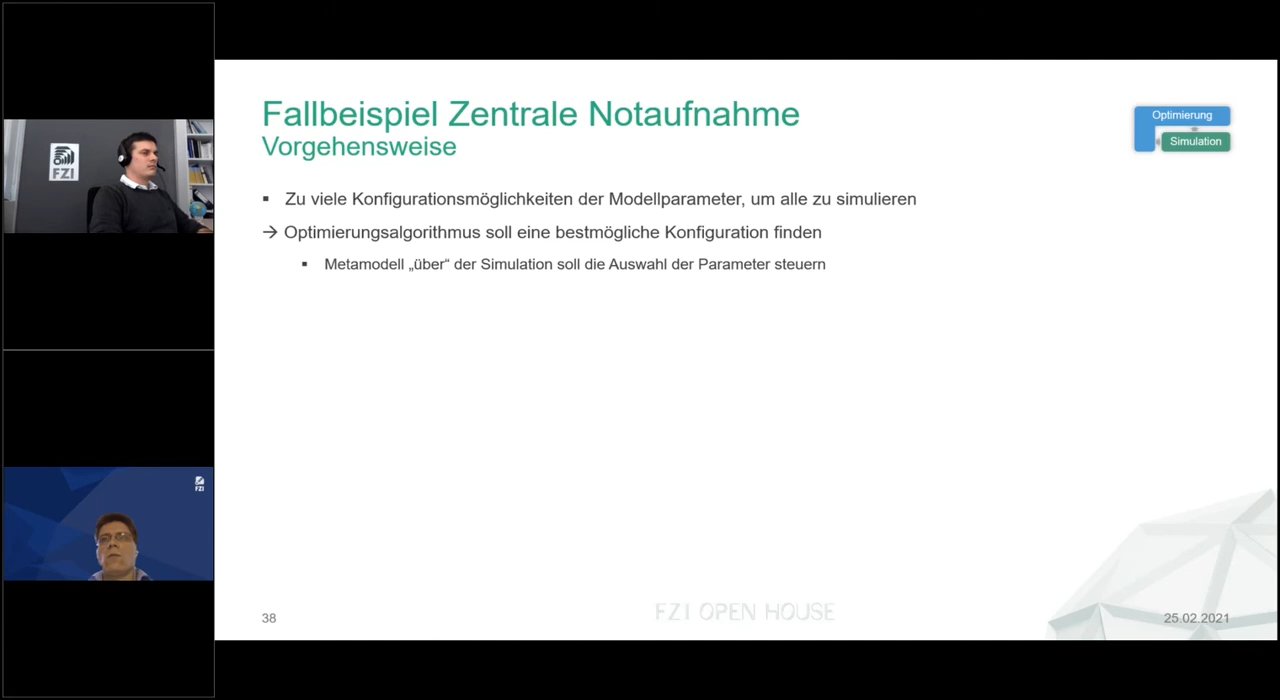 Fallbeispiel Zentrale Notaufnahme
Vorgehensweise
Optimierung
Simulation
▪ Zu viele Konfigurationsmöglichkeiten der Modellparameter, um alle zu simulieren
→ Optimierungsalgorithmus soll eine bestmögliche Konfiguration finden
▪ Metamodell „über“ der Simulation soll die Auswahl der Parameter steuern
FZI
FZI
38
FZI OPEN HOUSE
25.02.2021